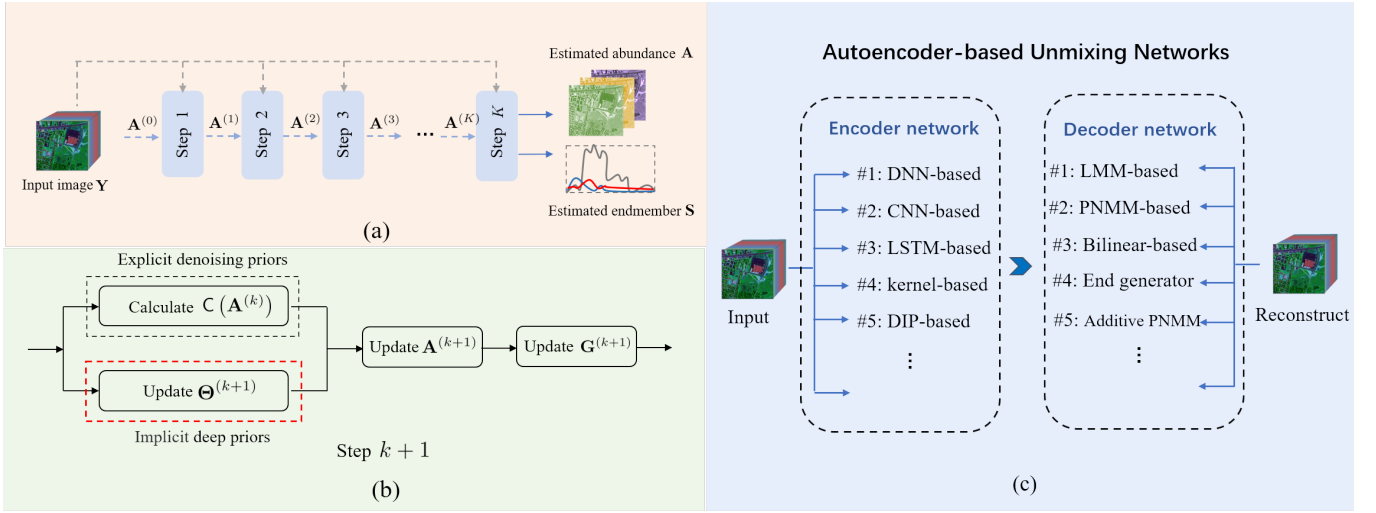 Estimated abundance A
A^(0)
Step 1
A^(1)
Step 2
A^(2)
Step 3
A^(3)
...
A^(K)
Step K
Input image Y
Estimated endmember S
(a)
Explicit denoising priors
Calculate C (A^(k))
Update A^(k+1)
Update G^(k+1)
Update Θ^(k+1)
Implicit deep priors
Step k + 1
(b)
Autoencoder-based Unmixing Networks
Encoder network
#1: DNN-based
#2: CNN-based
#3: LSTM-based
#4: kernel-based
#5: DIP-based
⋮
Input
Decoder network
#1: LMM-based
#2: PNMM-based
#3: Bilinear-based
#4: End generator
#5: Additive PNMM
⋮
Reconstruct
(c)